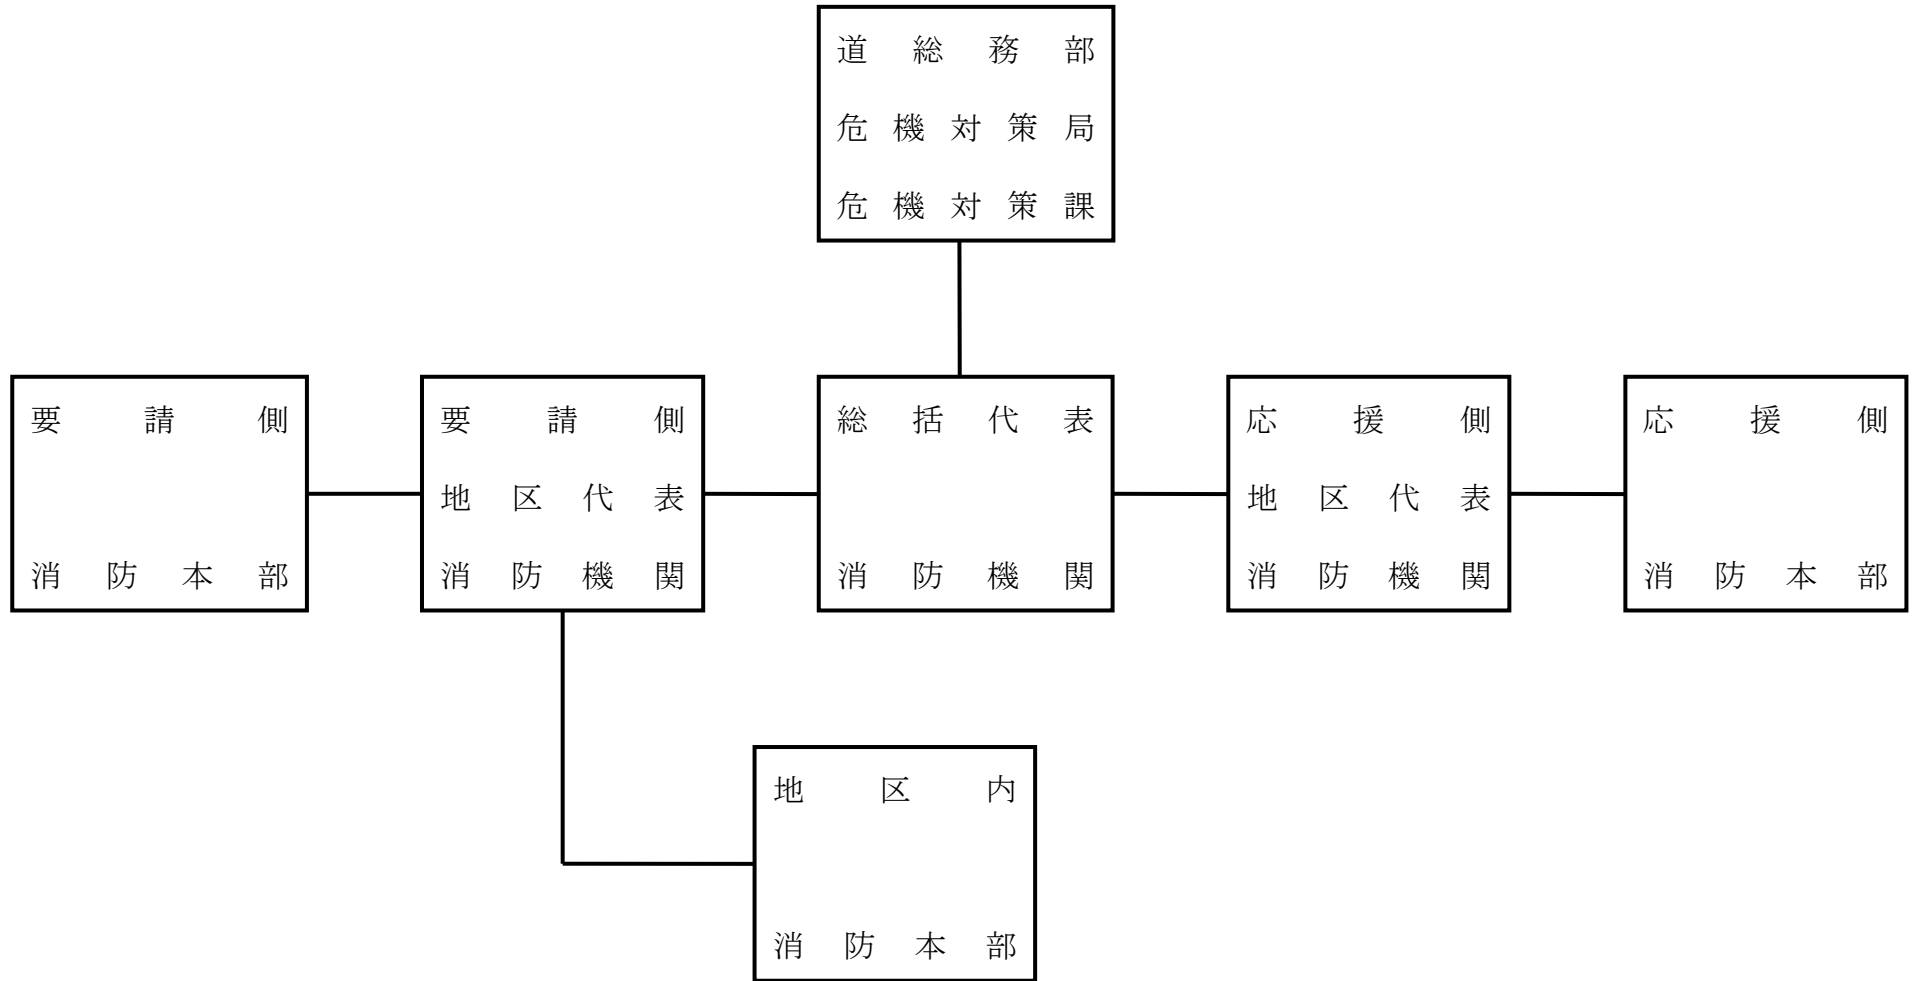 道総務部
危機対策局
危機対策課
要請側
消防本部
要請側
地区代表
消防機関
総括代表
消防機関
応援側
地区代表
消防機関
応援側
消防本部
地区内
消防本部